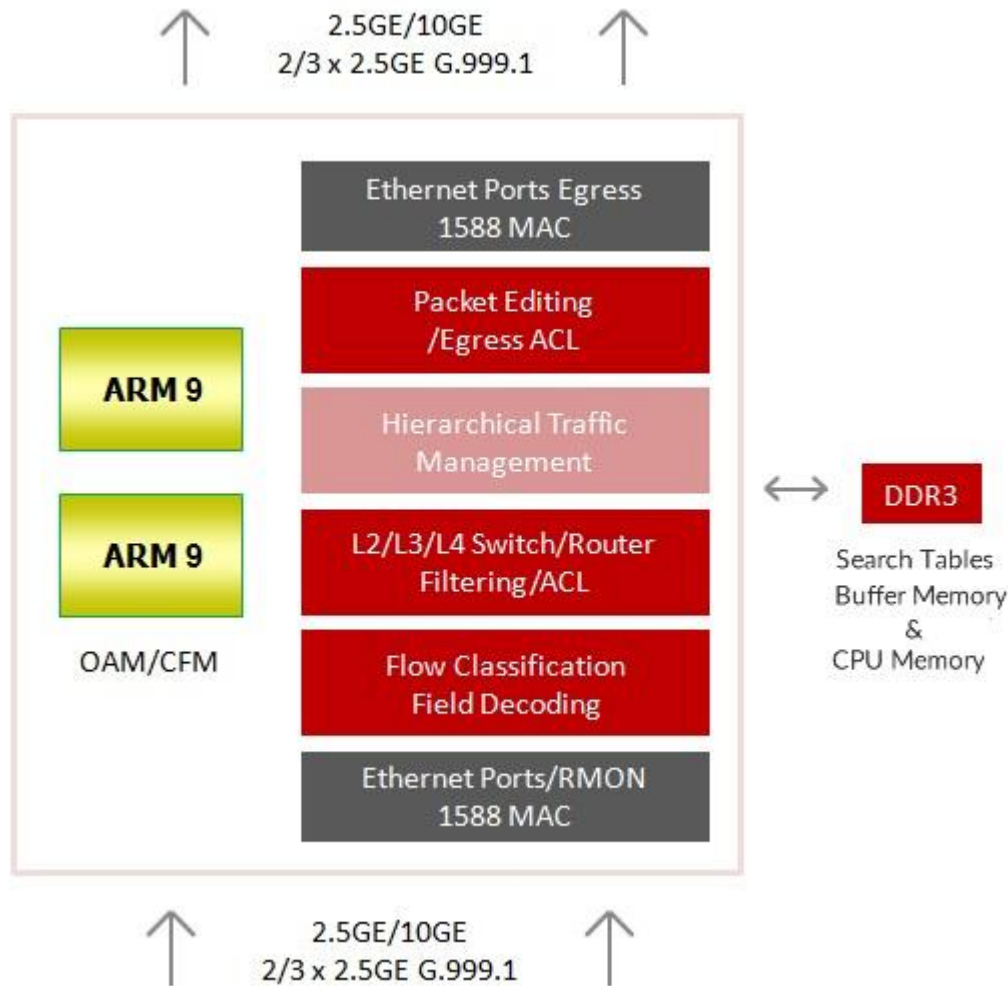 2.5GE/10GE
2/3 x 2.5GE G.999.1
Ethernet Ports Egress
1588 MAC
Packet Editing
/Egress ACL
ARM 9
Hierarchical Traffic
Management
DDR3
ARM 9
L2/L3/L4 Switch/Router
Filtering/ACL
Search Tables
Buffer Memory
&
CPU Memory
OAM/CFM
Flow Classification
Field Decoding
Ethernet Ports/RMON
1588 MAC
2.5GE/10GE
2/3 x 2.5GE G.999.1